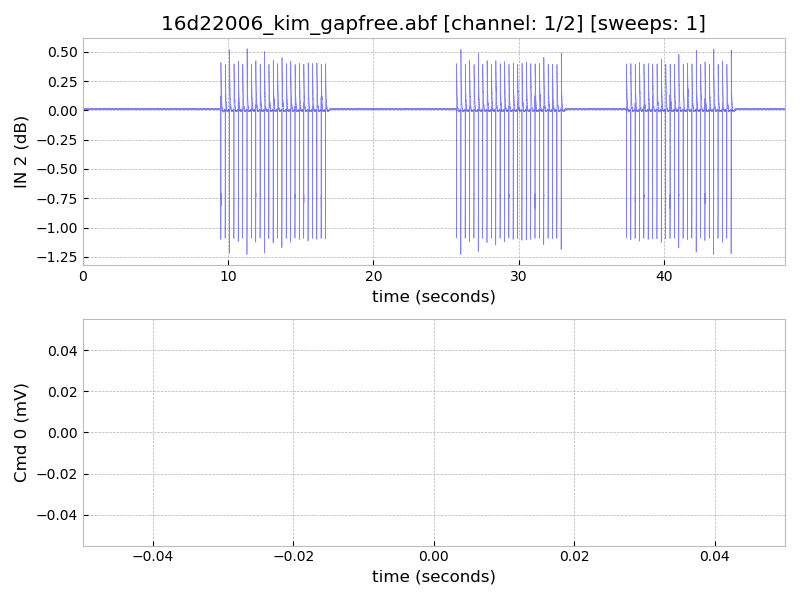 16d22006_kim_gapfree.abf [channel: 1/2] [sweeps: 1]
0.50
0.25
0.00
−0.25
−0.50
−0.75
−1.00
−1.25
IN 2 (dB)
0 10 20 30 40
time (seconds)
0.04
0.02
0.00
−0.02
−0.04
Cmd 0 (mV)
−0.04 −0.02 0.00 0.02 0.04
time (seconds)